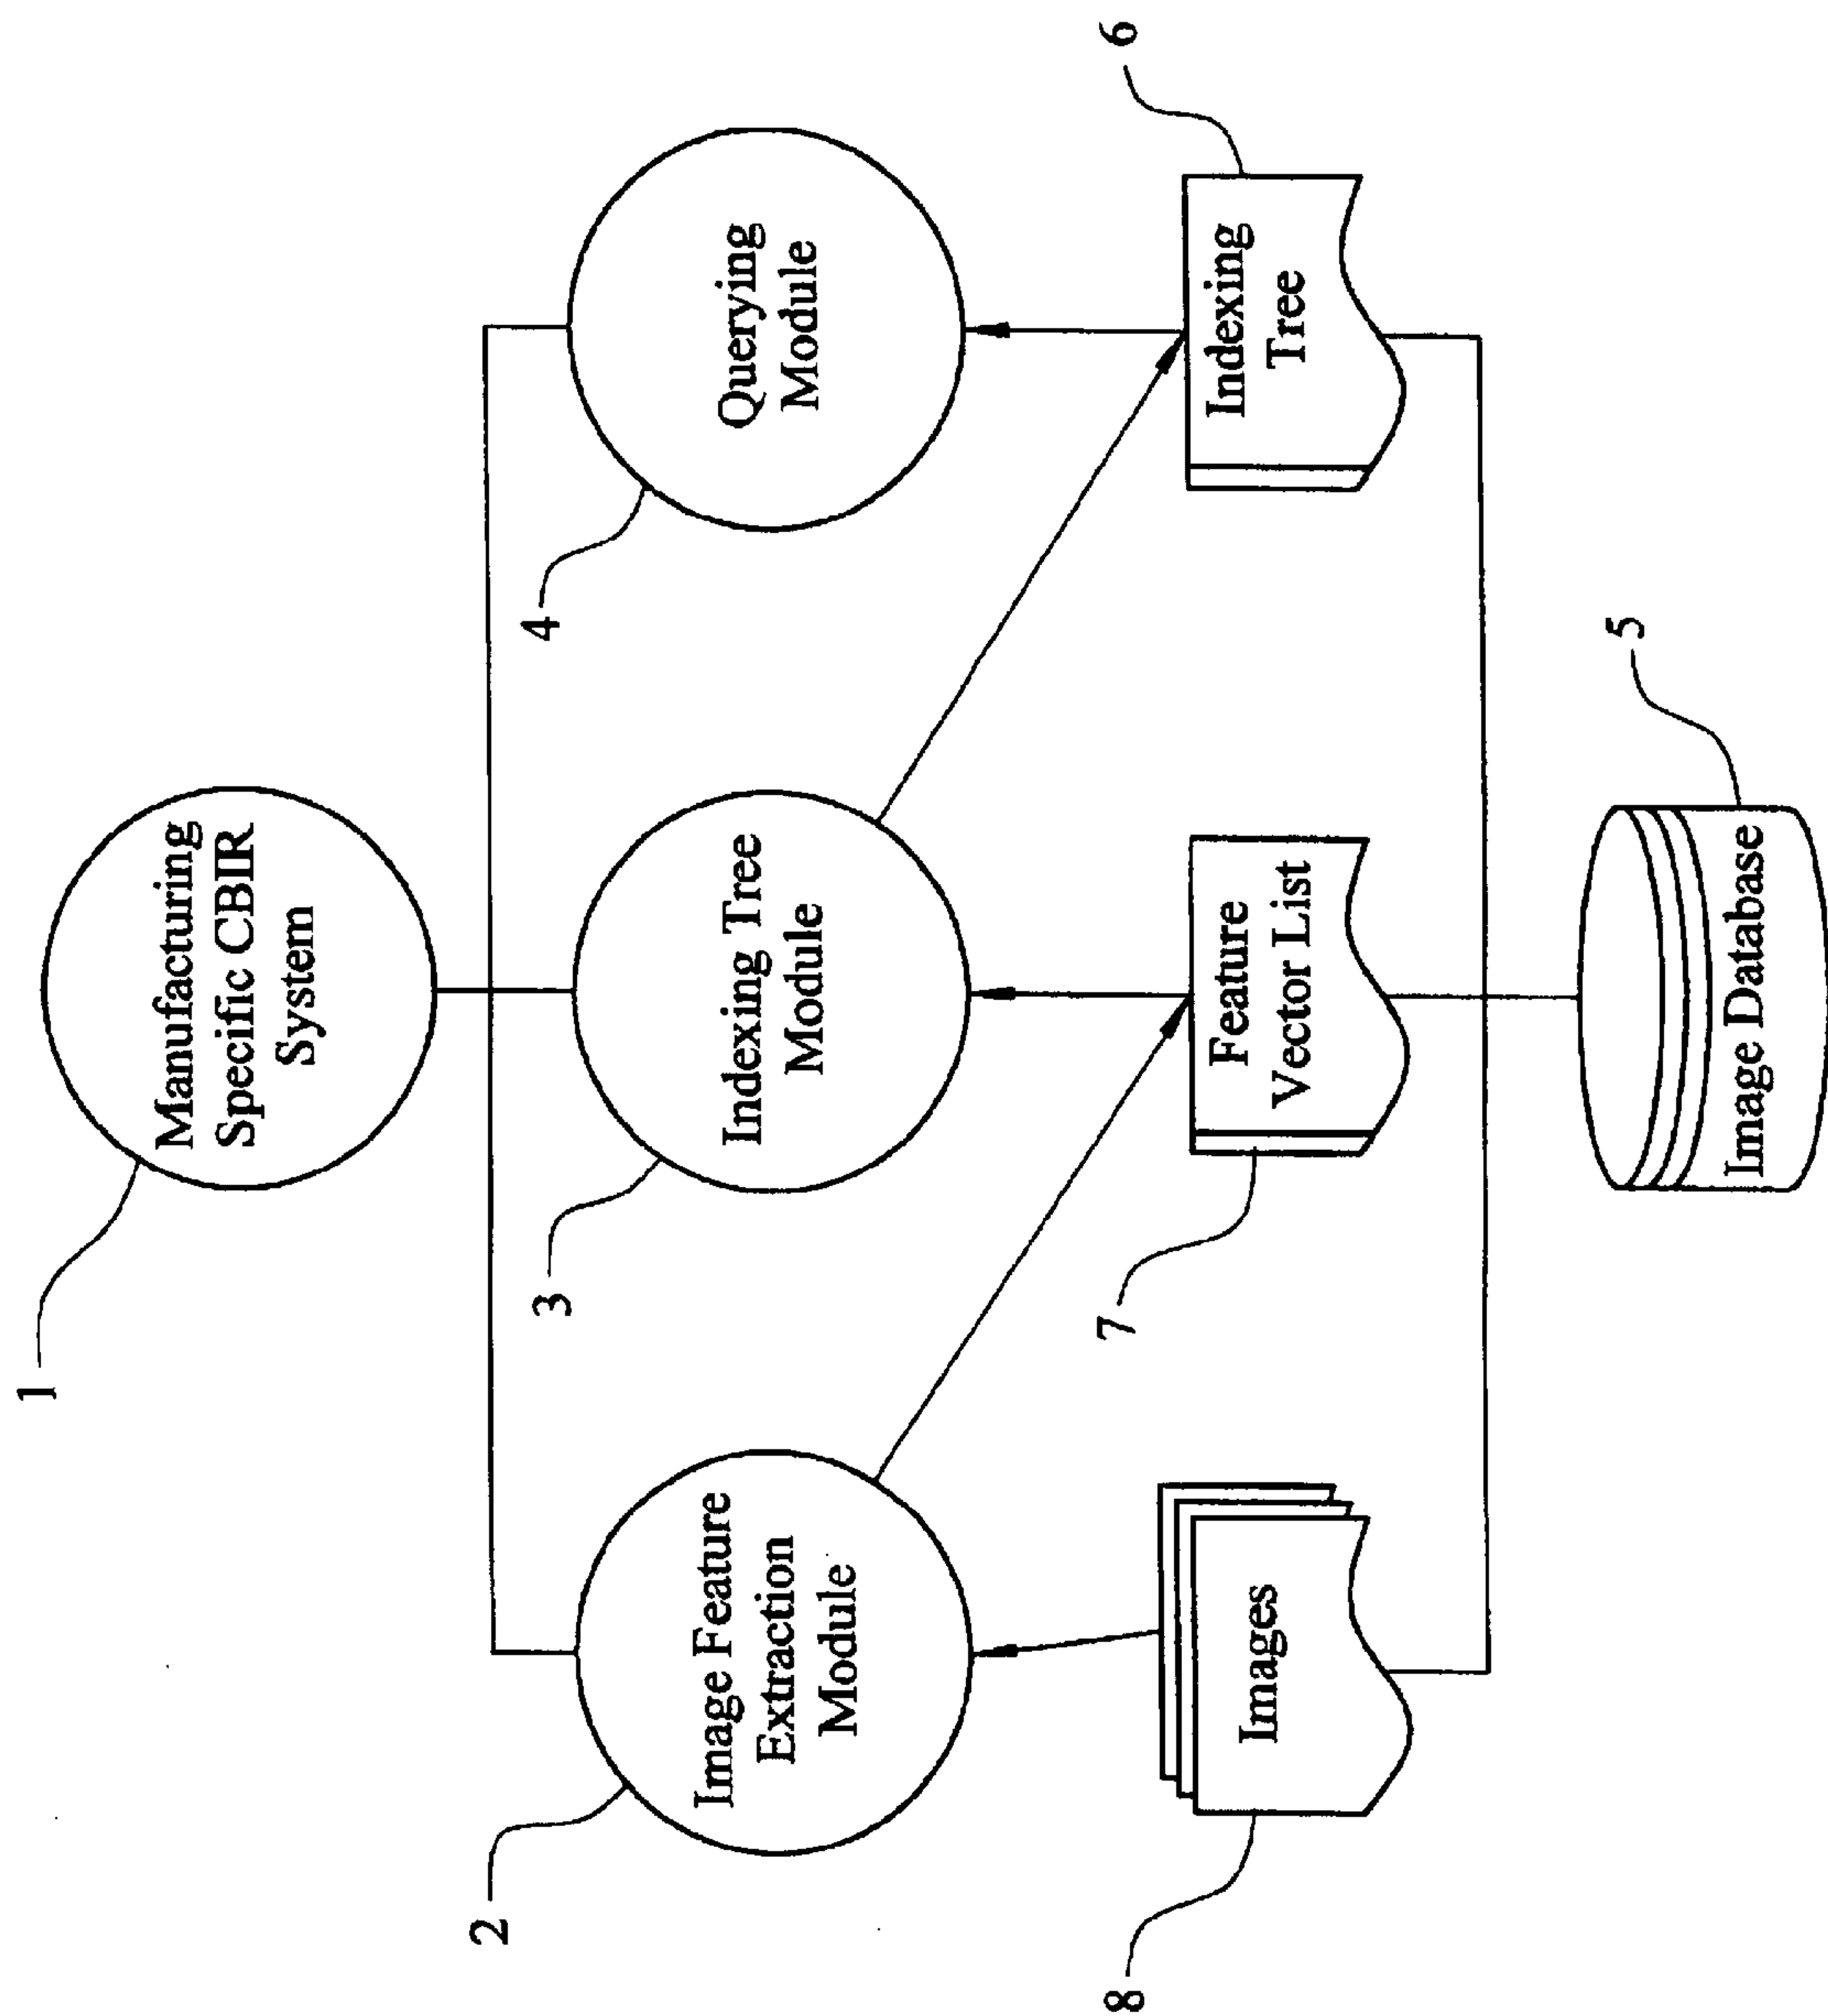 1
Manufacturing
Specific CBIR
System
2
Image Feature
Extraction
Module
3
Indexing Tree
Module
4
Querying
Module
8
Images
7
Feature
Vector List
6
Indexing
Tree
5
Image Database